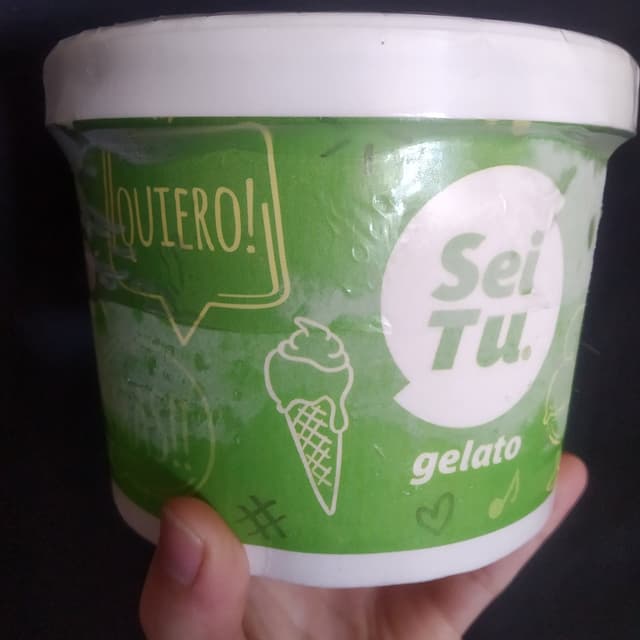 ¡QUIERO!
Sei
Tu.
gelato
#